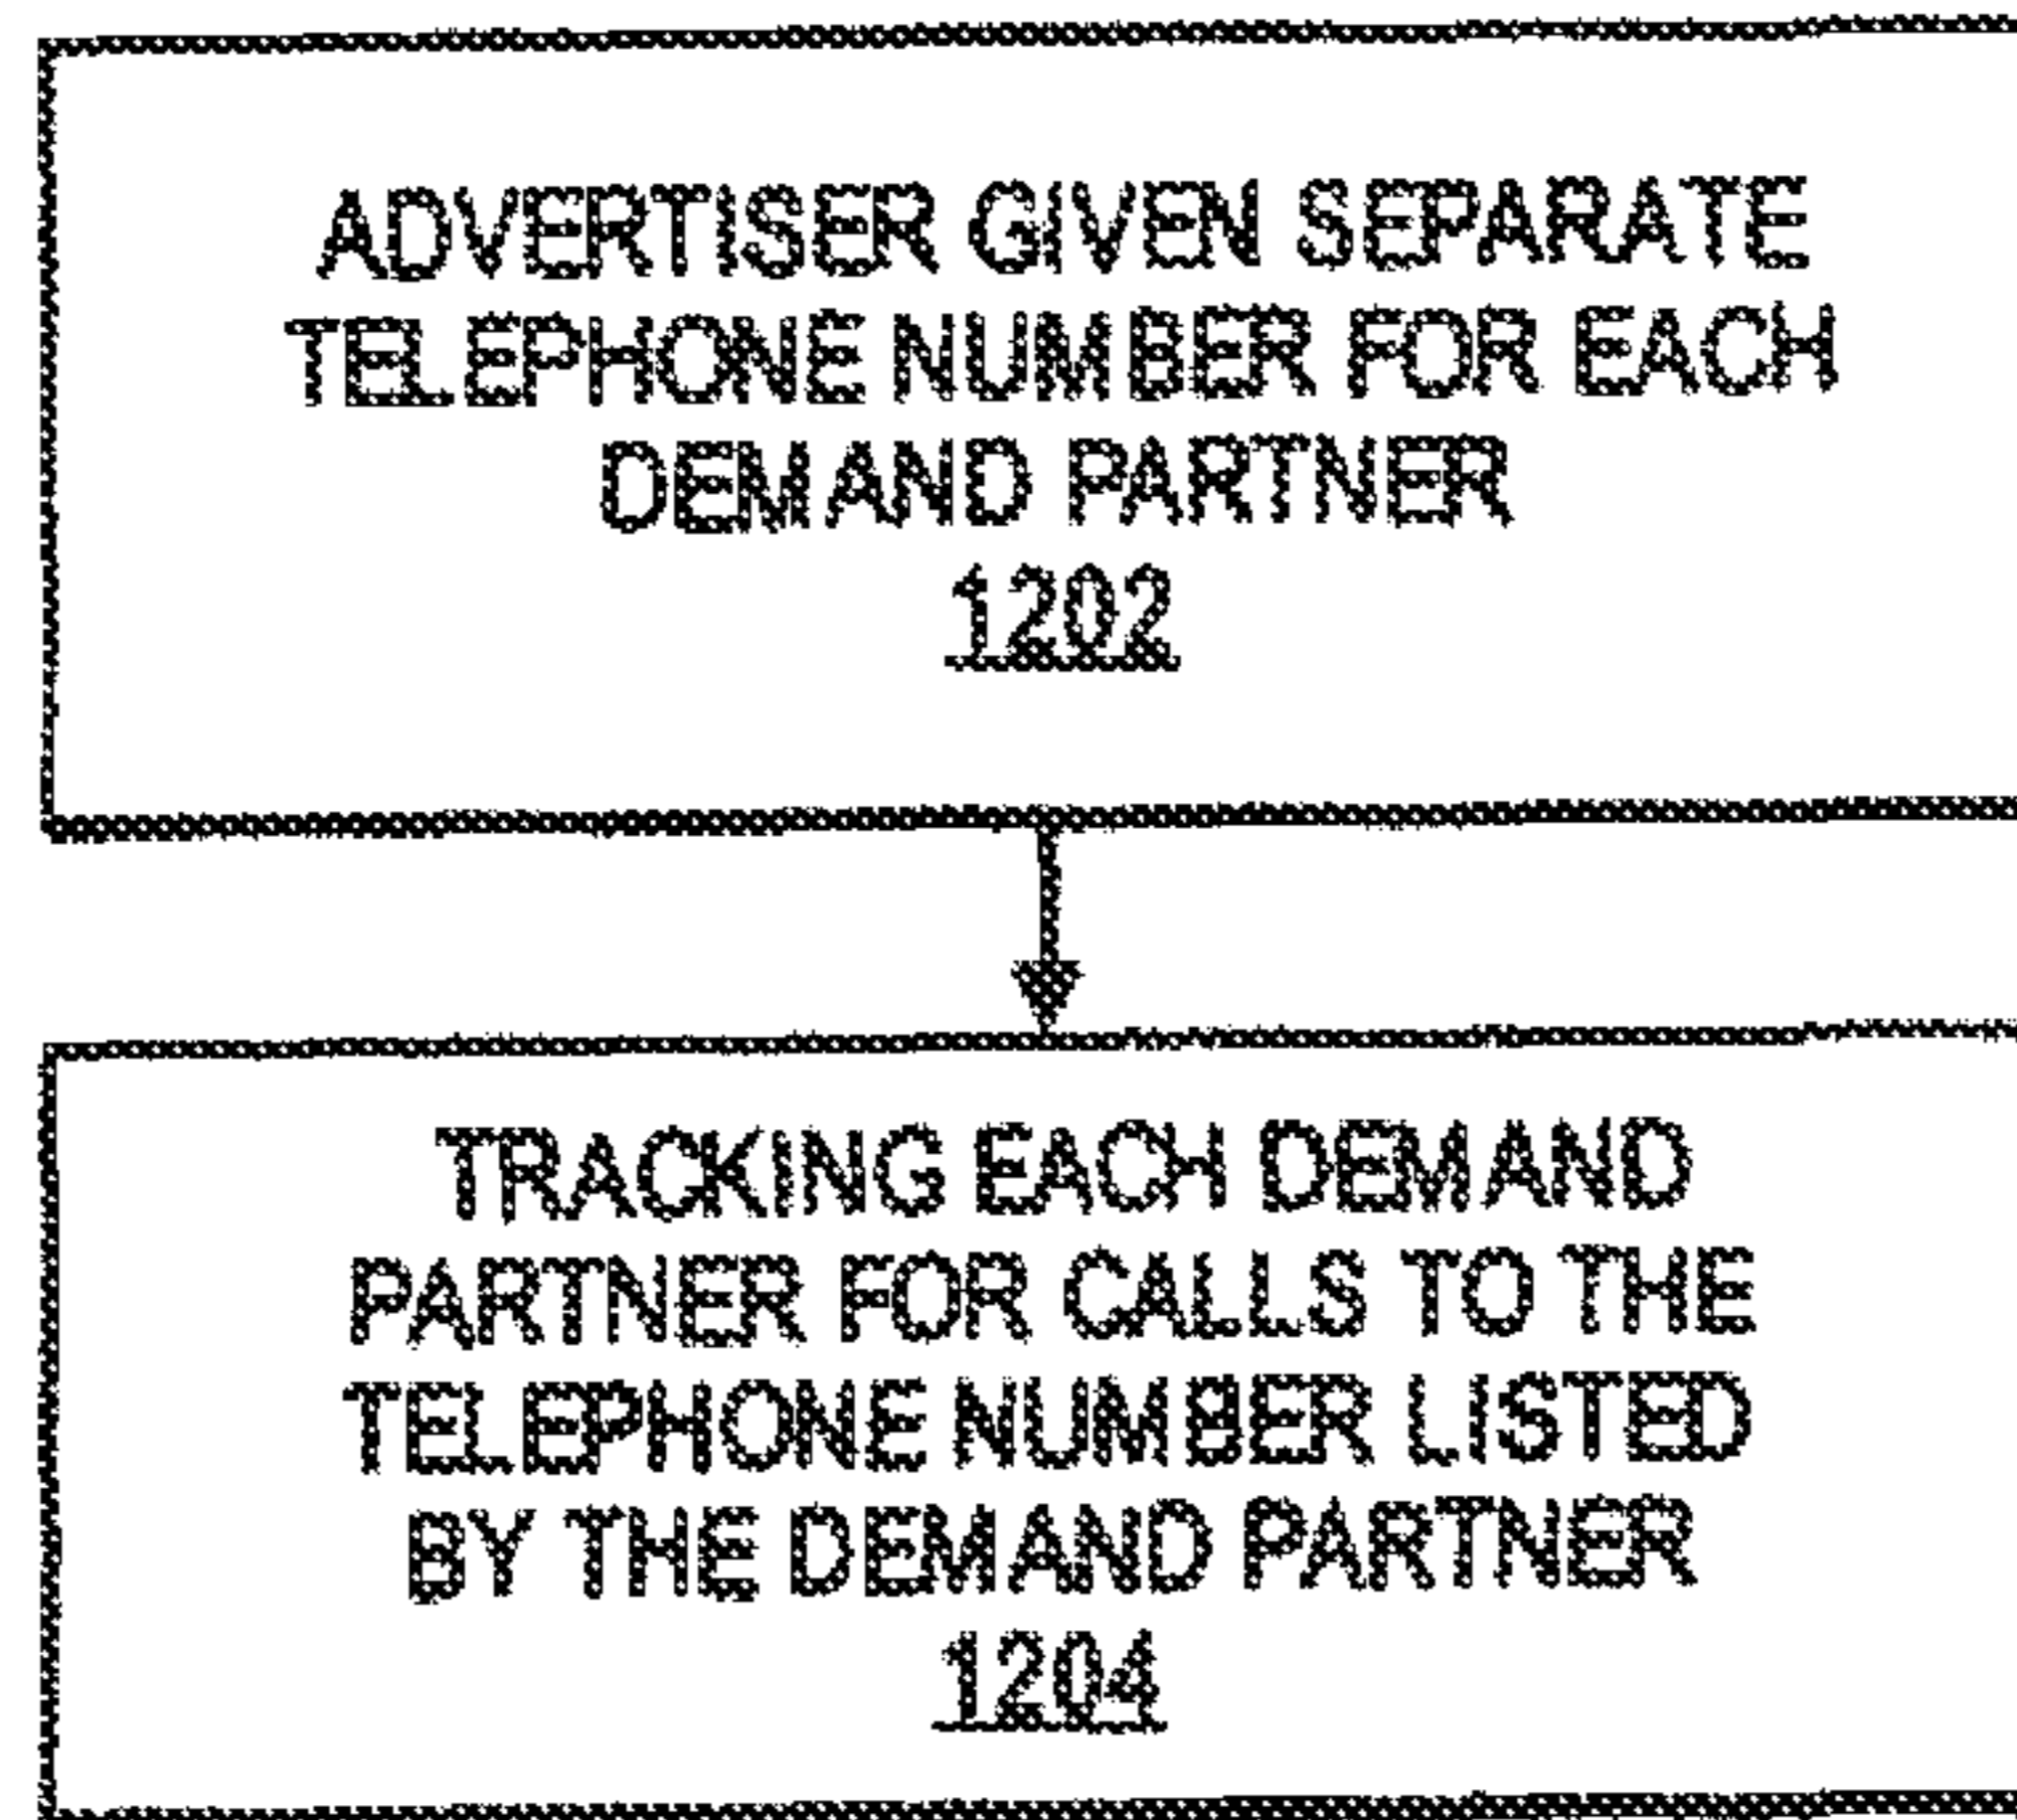 ADVERTISER GIVEN SEPARATE
TELEPHONE NUMBER FOR EACH
DEMAND PARTNER
1202
TRACKING EACH DEMAND
PARTNER FOR CALLS TO THE
TELEPHONE NUMBER LISTED
BY THE DEMAND PARTNER
1204